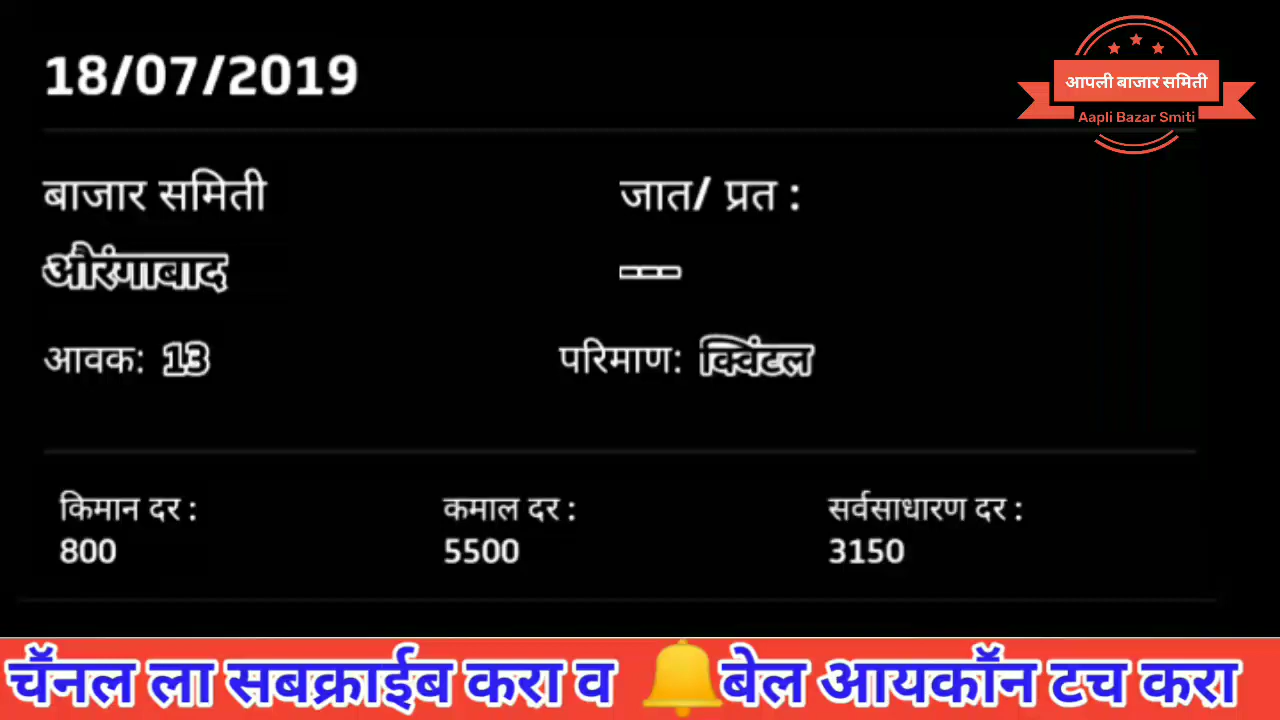 18/07/2019
आपली बाजार समिती
Aapli Bazar Smiti
बाजार समिती जात/ प्रत :
औरंगाबाद ---
आवक: 13 परिमाण: क्विंटल
किमान दर : कमाल दर : सर्वसाधारण दर :
800 5500 3150
चॅनल ला सबक्राईब करा व 🔔 बेल आयकॉन टच करा